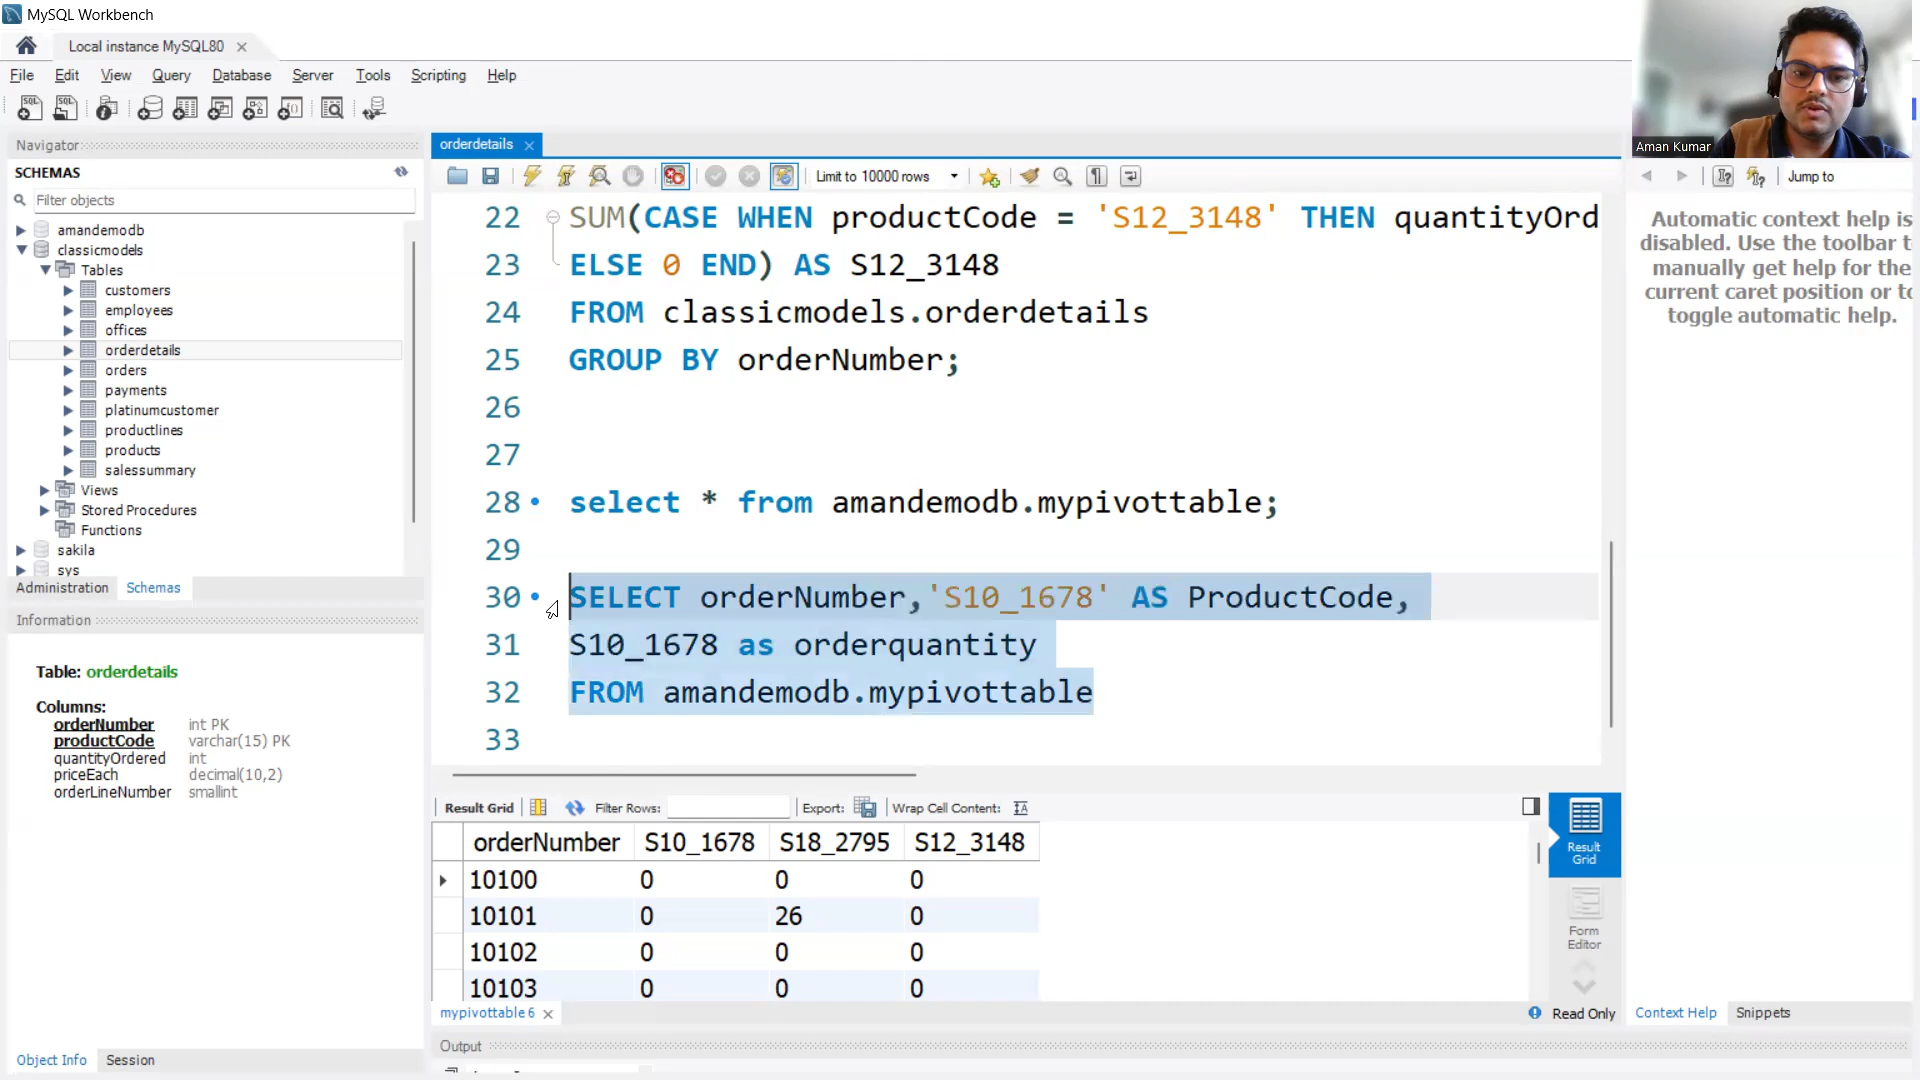 MySQL Workbench
Local instance MySQL80
File Edit View Query Database Server Tools Scripting Help
Navigator
SCHEMAS
Filter objects
amandemodb
classicmodels
Tables
customers
employees
offices
orderdetails
orders
payments
platinumcustomer
productlines
products
salessummary
Views
Stored Procedures
Functions
sakila
sys
Administration Schemas
Information
Table: orderdetails
Columns:
orderNumber int PK
productCode varchar(15) PK
quantityOrdered int
priceEach decimal(10,2)
orderLineNumber smallint
Object Info Session
orderdetails
Limit to 10000 rows
22 SUM(CASE WHEN productCode = 'S12_3148' THEN quantityOrd
23 ELSE 0 END) AS S12_3148
24 FROM classicmodels.orderdetails
25 GROUP BY orderNumber;
26
27
28 select * from amandemodb.mypivottable;
29
30 SELECT orderNumber,'S10_1678' AS ProductCode,
31 S10_1678 as orderquantity
32 FROM amandemodb.mypivottable
33
Result Grid Filter Rows: Export: Wrap Cell Content:
orderNumber S10_1678 S18_2795 S12_3148
10100 0 0 0
10101 0 26 0
10102 0 0 0
10103 0 0 0
Result Grid
Form Editor
mypivottable 6
Read Only
Output
Aman Kumar
Jump to
Automatic context help is
disabled. Use the toolbar t
manually get help for the
current caret position or to
toggle automatic help.
Context Help Snippets